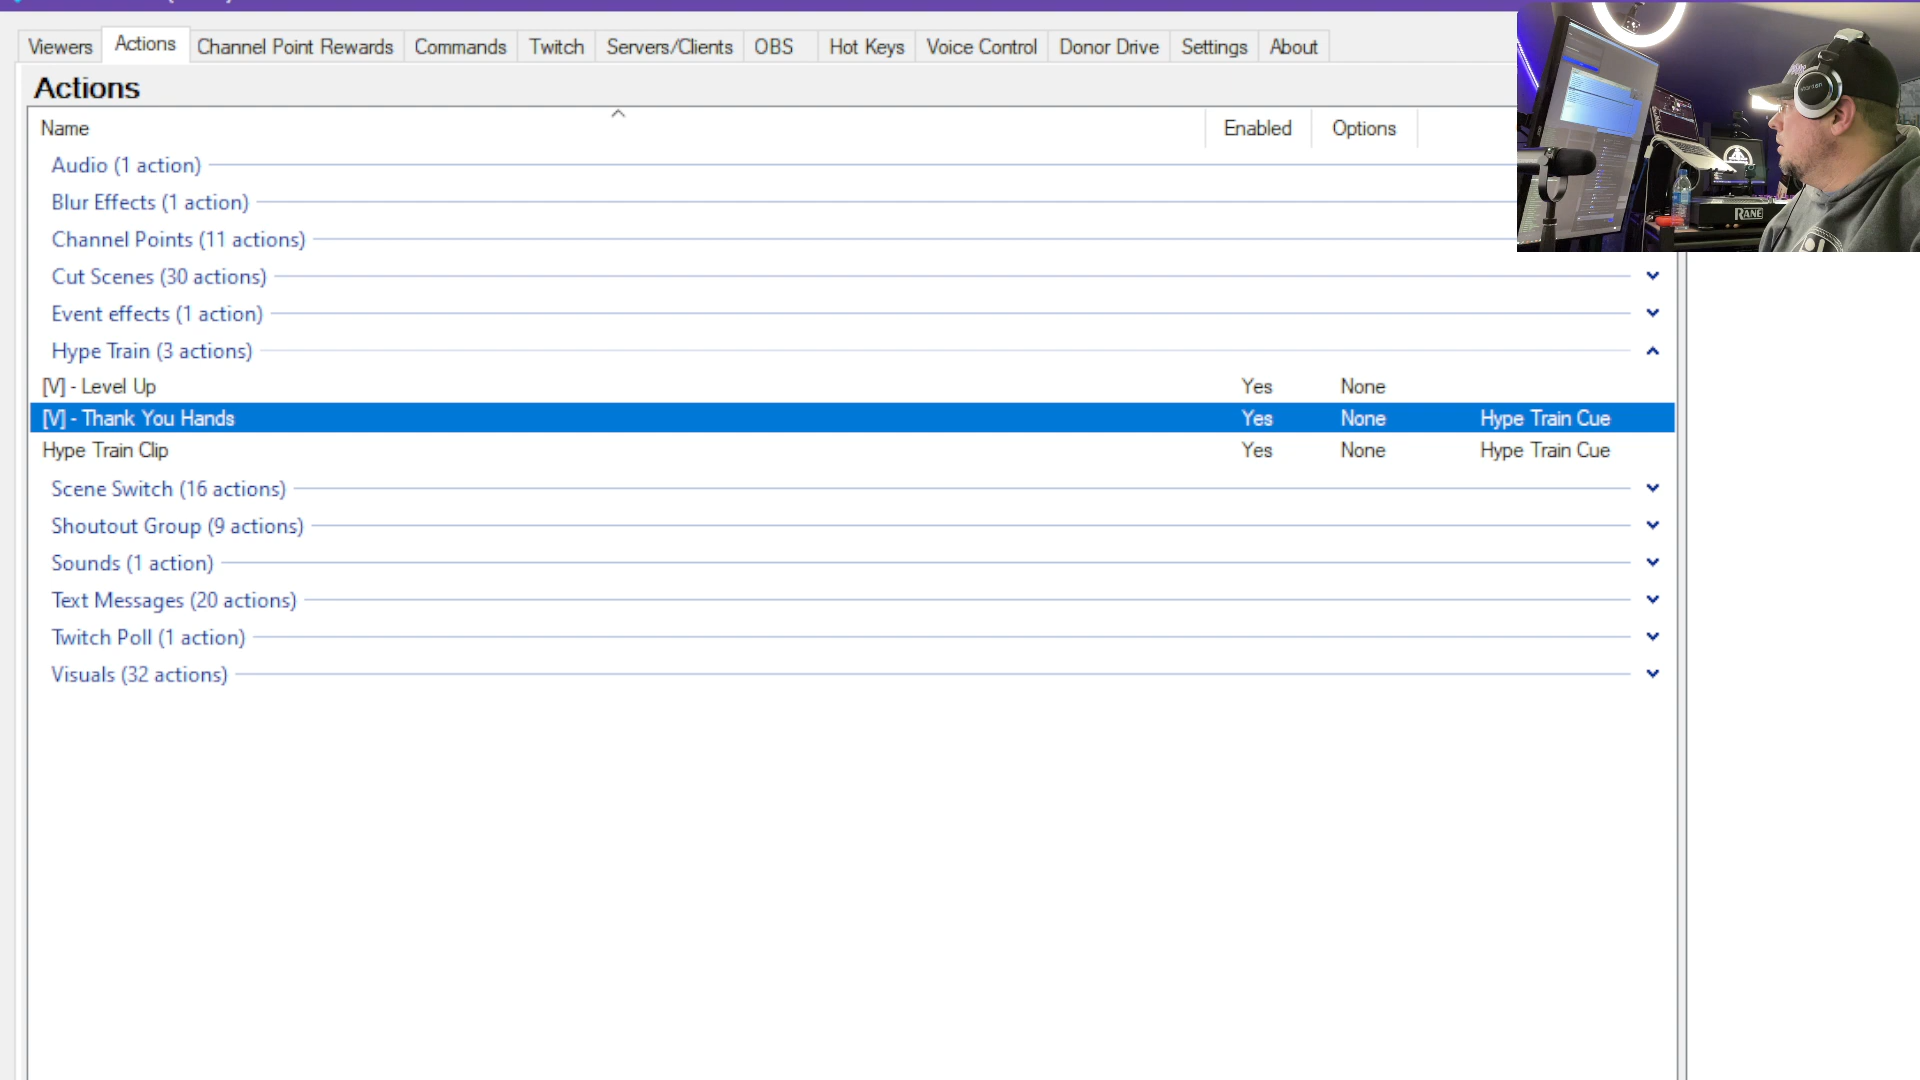 Viewers Actions Channel Point Rewards Commands Twitch Servers/Clients OBS Hot Keys Voice Control Donor Drive Settings About
Actions
Name Enabled Options
Audio (1 action)
Blur Effects (1 action)
Channel Points (11 actions)
Cut Scenes (30 actions)
Event effects (1 action)
Hype Train (3 actions)
[V] - Level Up Yes None
[V] - Thank You Hands Yes None Hype Train Cue
Hype Train Clip Yes None Hype Train Cue
Scene Switch (16 actions)
Shoutout Group (9 actions)
Sounds (1 action)
Text Messages (20 actions)
Twitch Poll (1 action)
Visuals (32 actions)
RANE